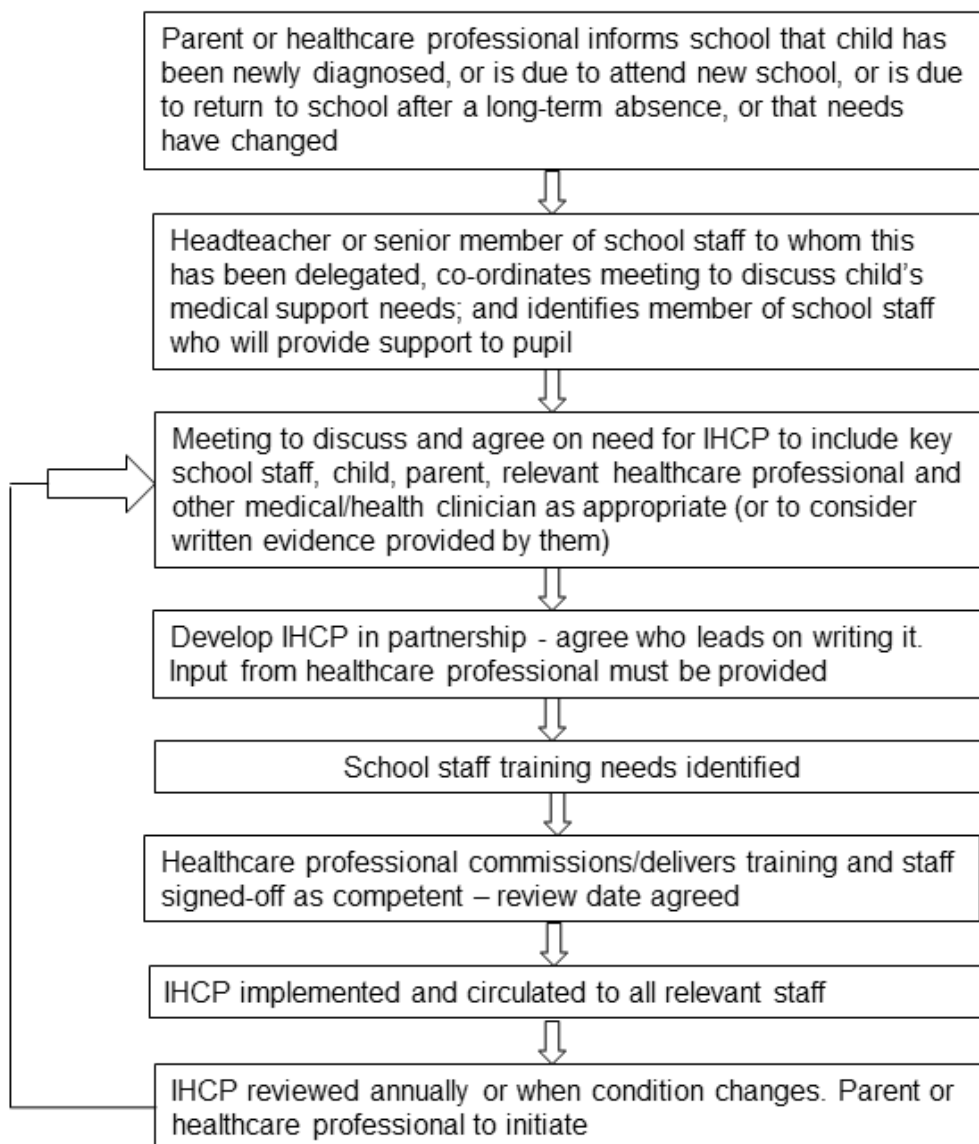 Parent or healthcare professional informs school that child has
been newly diagnosed, or is due to attend new school, or is due
to return to school after a long-term absence, or that needs
have changed
Headteacher or senior member of school staff to whom this
has been delegated, co-ordinates meeting to discuss child's
medical support needs; and identifies member of school staff
who will provide support to pupil
Meeting to discuss and agree on need for IHCP to include key
school staff, child, parent, relevant healthcare professional and
other medical/health clinician as appropriate (or to consider
written evidence provided by them)
Develop IHCP in partnership - agree who leads on writing it.
Input from healthcare professional must be provided
School staff training needs identified
Healthcare professional commissions/delivers training and staff
signed-off as competent – review date agreed
IHCP implemented and circulated to all relevant staff
IHCP reviewed annually or when condition changes. Parent or
healthcare professional to initiate